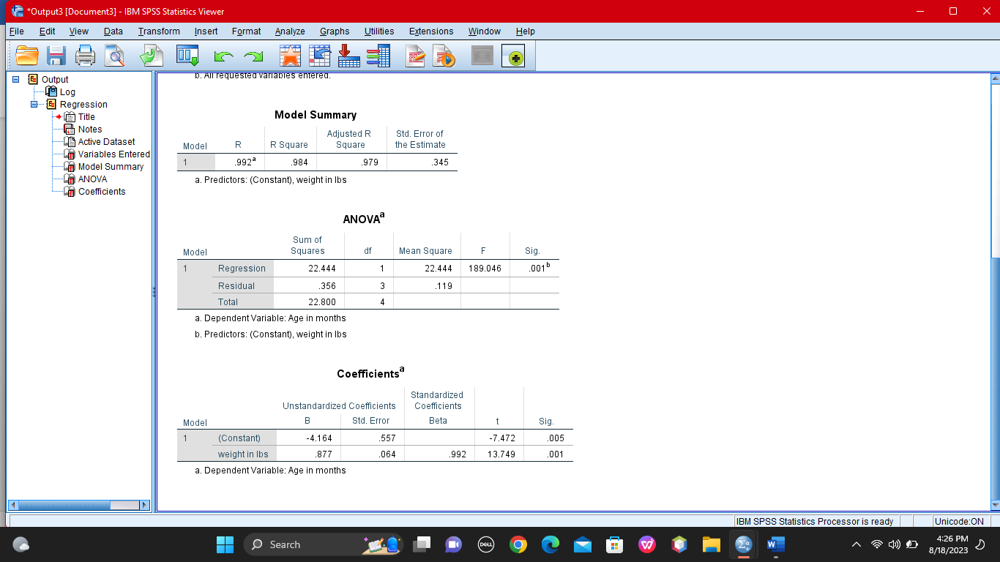 *Output3 [Document3] - IBM SPSS Statistics Viewer
File Edit View Data Transform Insert Format Analyze Graphs Utilities Extensions Window Help
Output
Log
Regression
Title
Notes
Active Dataset
Variables Entered
Model Summary
ANOVA
Coefficients
b. All requested variables entered.
Model Summary
Model R R Square Adjusted R Square Std. Error of the Estimate
1 .992a .984 .979 .345
a. Predictors: (Constant), weight in lbs
ANOVAa
Model Sum of Squares df Mean Square F Sig.
1 Regression 22.444 1 22.444 189.046 .001b
Residual .356 3 .119
Total 22.800 4
a. Dependent Variable: Age in months
b. Predictors: (Constant), weight in lbs
Coefficientsa
Unstandardized Coefficients Standardized Coefficients
Model B Std. Error Beta t Sig.
1 (Constant) -4.164 .557 -7.472 .005
weight in lbs .877 .064 .992 13.749 .001
a. Dependent Variable: Age in months
IBM SPSS Statistics Processor is ready Unicode:ON
Search
DELL
W
4:26 PM
8/18/2023